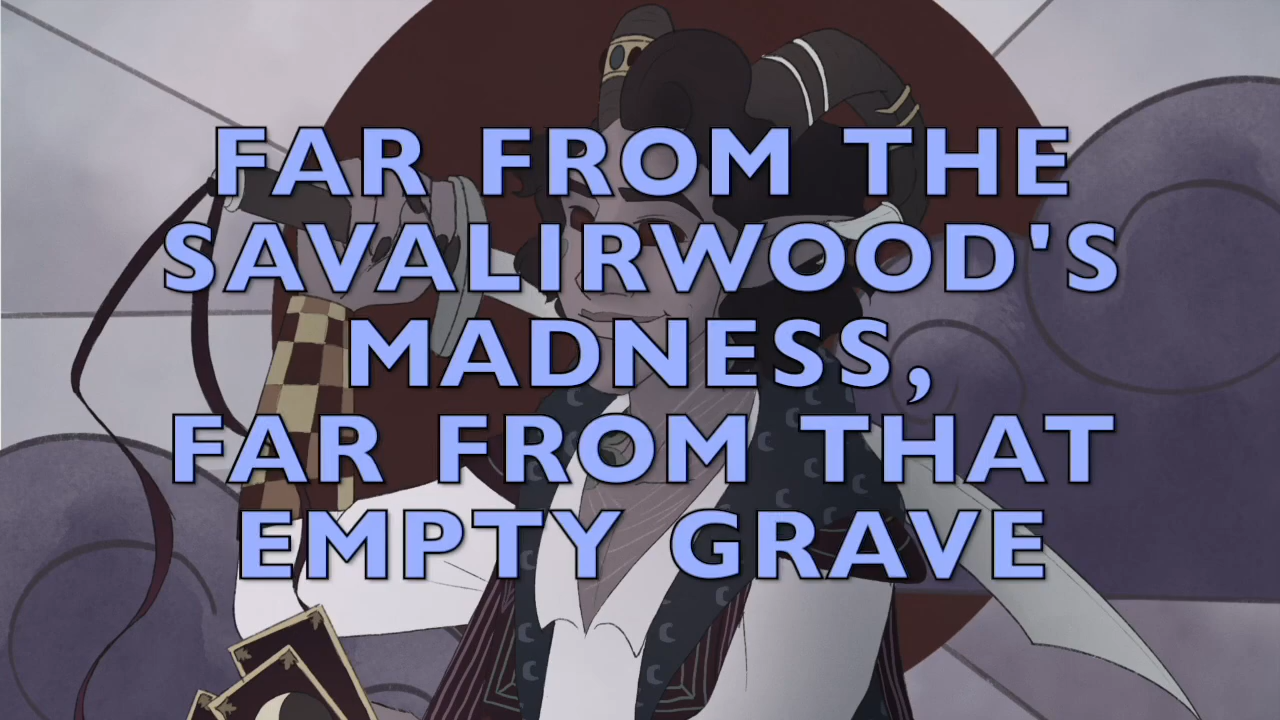 FAR FROM THE
SAVALIRWOOD'S
MADNESS,
FAR FROM THAT
EMPTY GRAVE